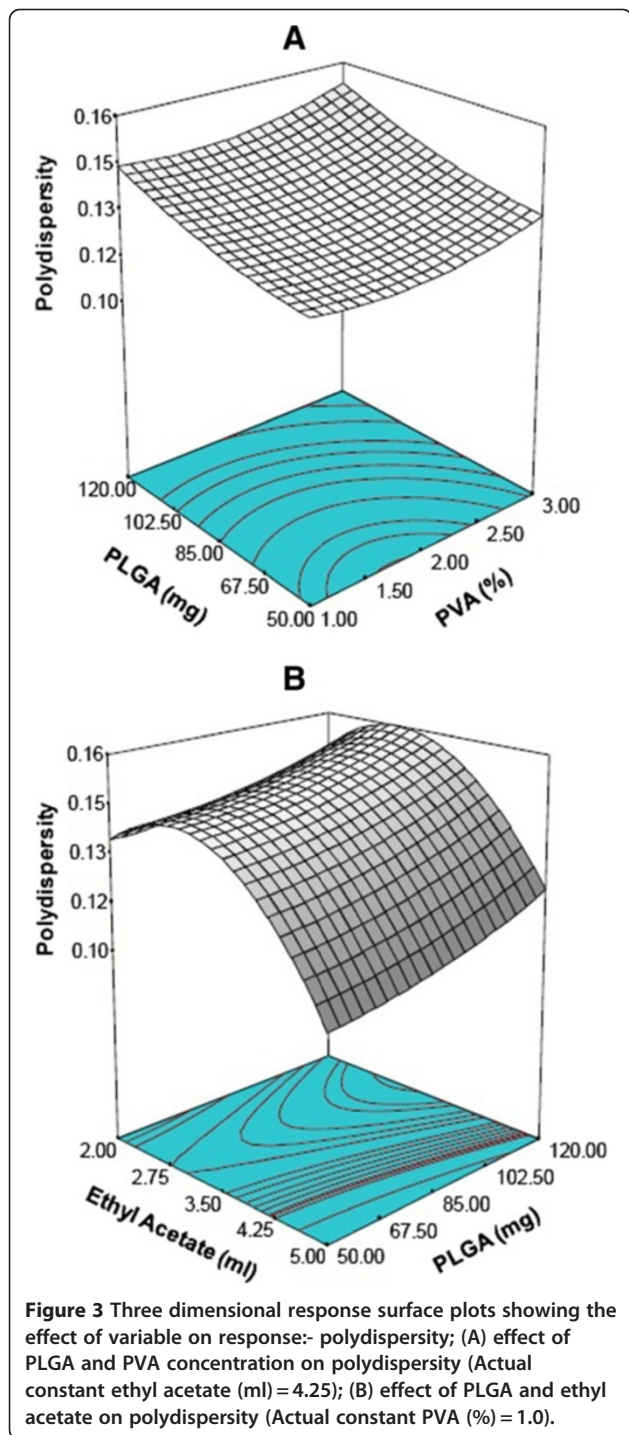 A
0.16
0.15
0.13
0.12
0.10
Polydispersity
120.00
102.50
85.00
67.50
50.00
PLGA (mg)
1.00
1.50
2.00
2.50
3.00
PVA (%)
B
0.16
0.15
0.13
0.12
0.10
Polydispersity
2.00
2.75
3.50
4.25
5.00
Ethyl Acetate (ml)
50.00
67.50
85.00
102.50
120.00
PLGA (mg)
Figure 3 Three dimensional response surface plots showing the
effect of variable on response:- polydispersity; (A) effect of
PLGA and PVA concentration on polydispersity (Actual
constant ethyl acetate (ml) = 4.25); (B) effect of PLGA and ethyl
acetate on polydispersity (Actual constant PVA (%) = 1.0).